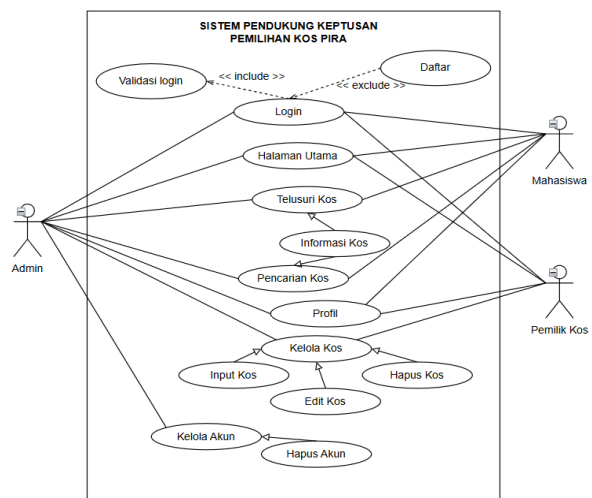 SISTEM PENDUKUNG KEPTUSAN
PEMILIHAN KOS PIRA
Validasi login
<< include >>
Daftar
<< exclude >>
Login
Halaman Utama
Mahasiswa
Telusuri Kos
Informasi Kos
Admin
Pencarian Kos
Profil
Pemilik Kos
Kelola Kos
Input Kos
Hapus Kos
Edit Kos
Kelola Akun
Hapus Akun